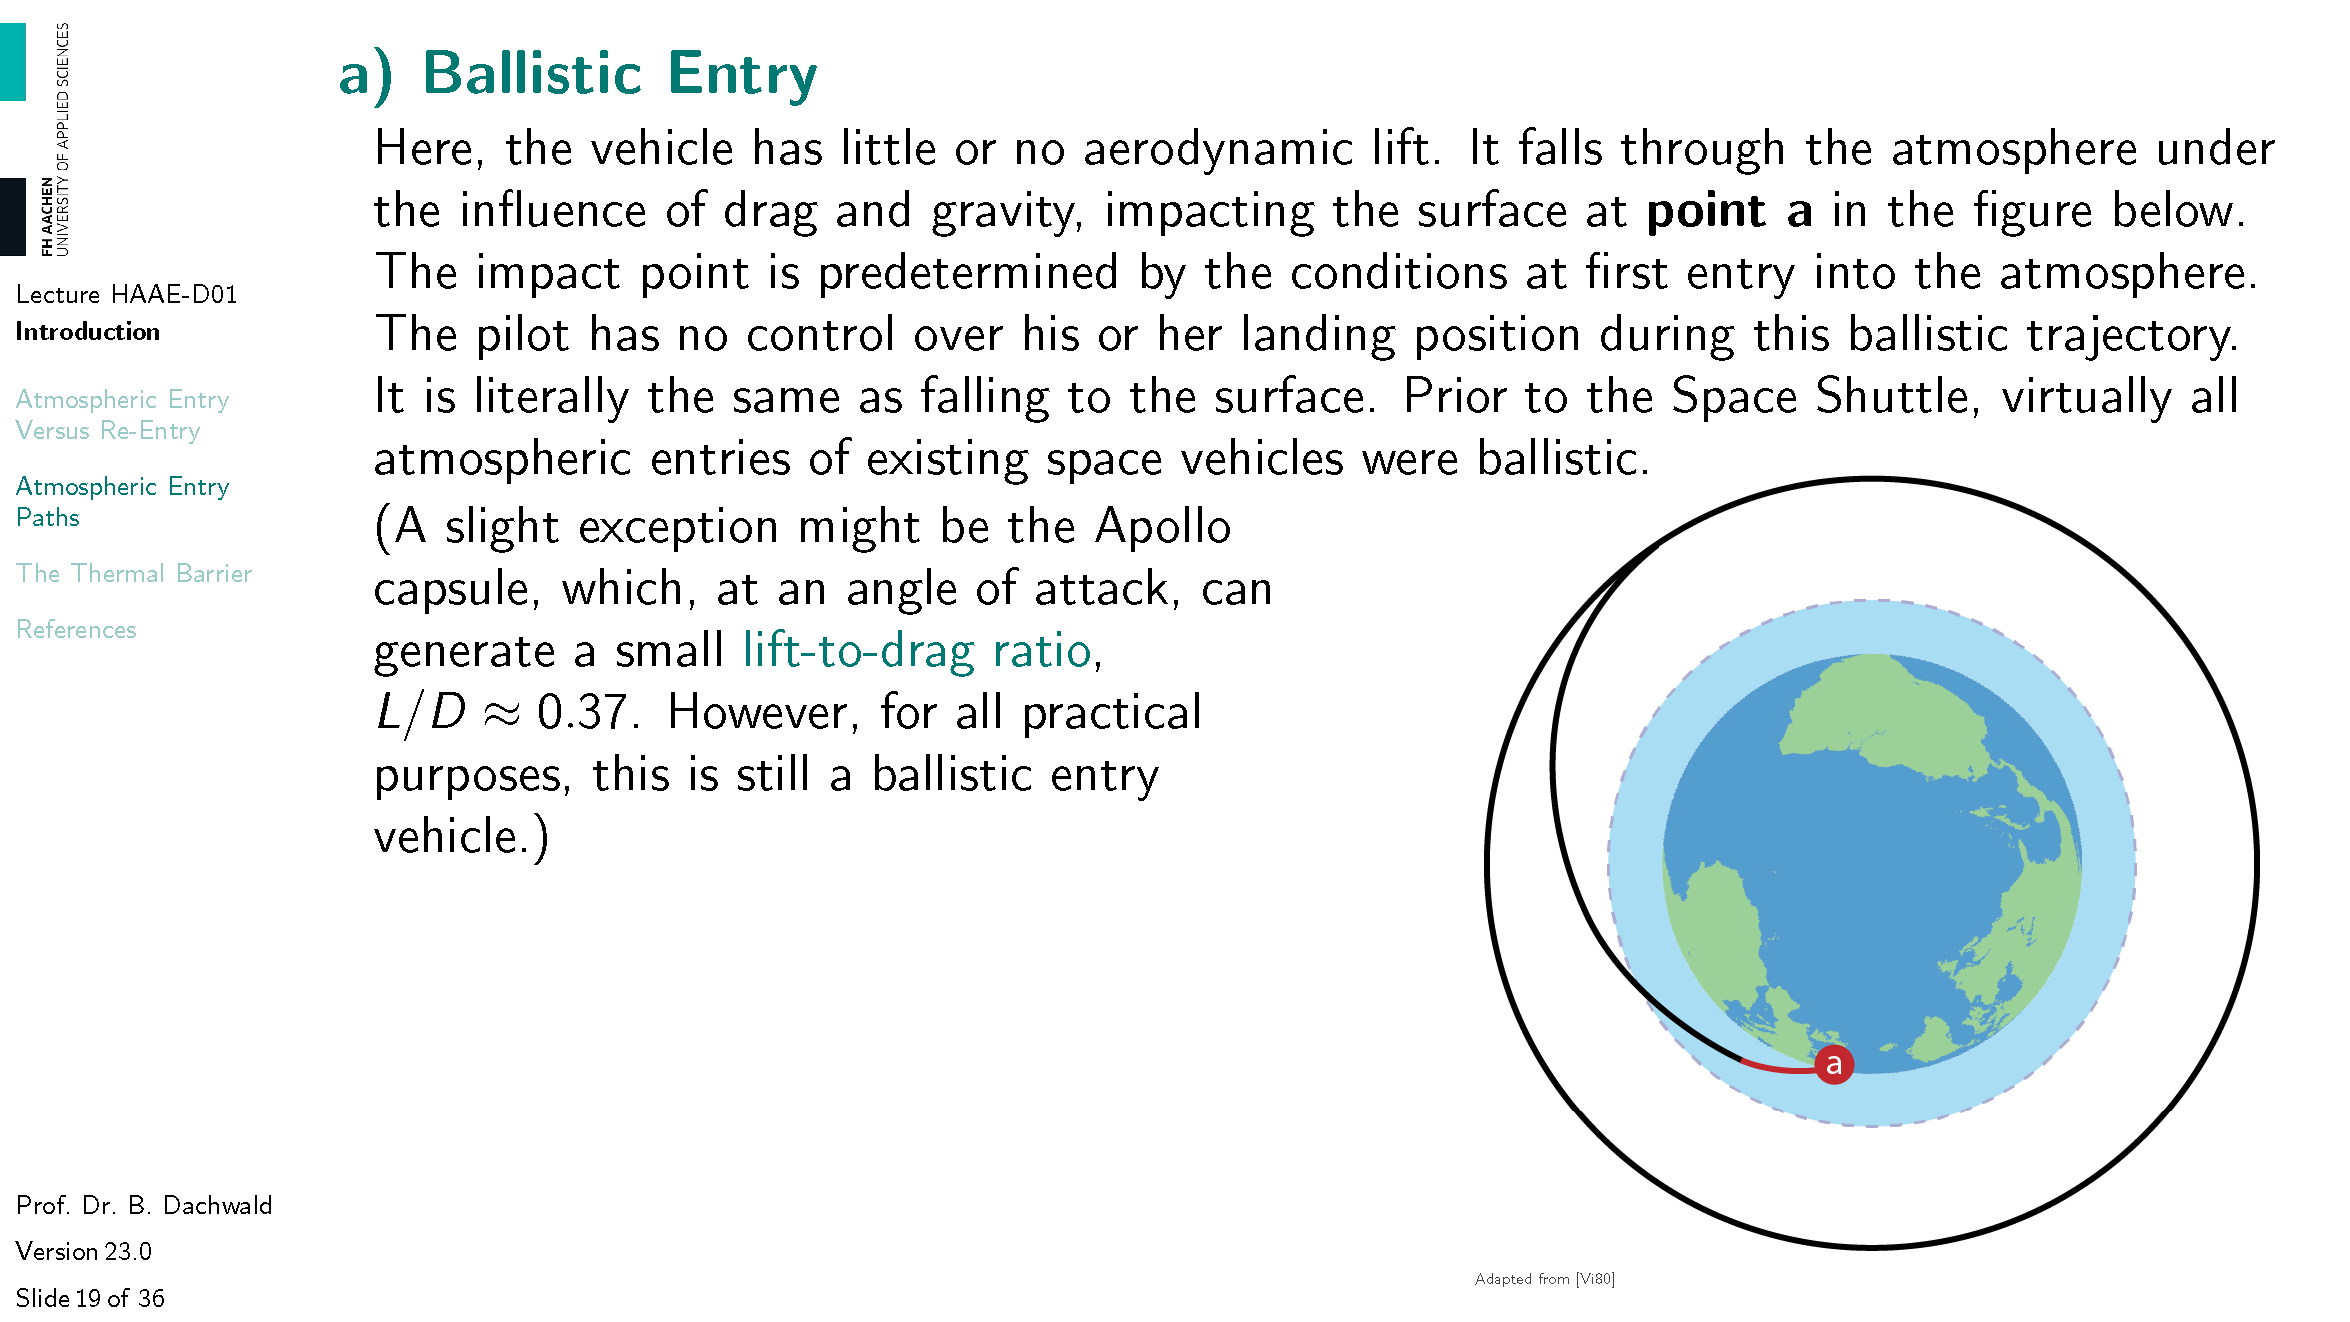 FH AACHEN
UNIVERSITY OF APPLIED SCIENCES
Lecture HAAE-D01
Introduction
Atmospheric Entry
Versus Re-Entry
Atmospheric Entry
Paths
The Thermal Barrier
References
Prof. Dr. B. Dachwald
Version 23.0
Slide 19 of 36
a) Ballistic Entry
Here, the vehicle has little or no aerodynamic lift. It falls through the atmosphere under
the influence of drag and gravity, impacting the surface at point a in the figure below.
The impact point is predetermined by the conditions at first entry into the atmosphere.
The pilot has no control over his or her landing position during this ballistic trajectory.
It is literally the same as falling to the surface. Prior to the Space Shuttle, virtually all
atmospheric entries of existing space vehicles were ballistic.
(A slight exception might be the Apollo
capsule, which, at an angle of attack, can
generate a small lift-to-drag ratio,
L/D ≈ 0.37. However, for all practical
purposes, this is still a ballistic entry
vehicle.)
a
Adapted from [Vi80]